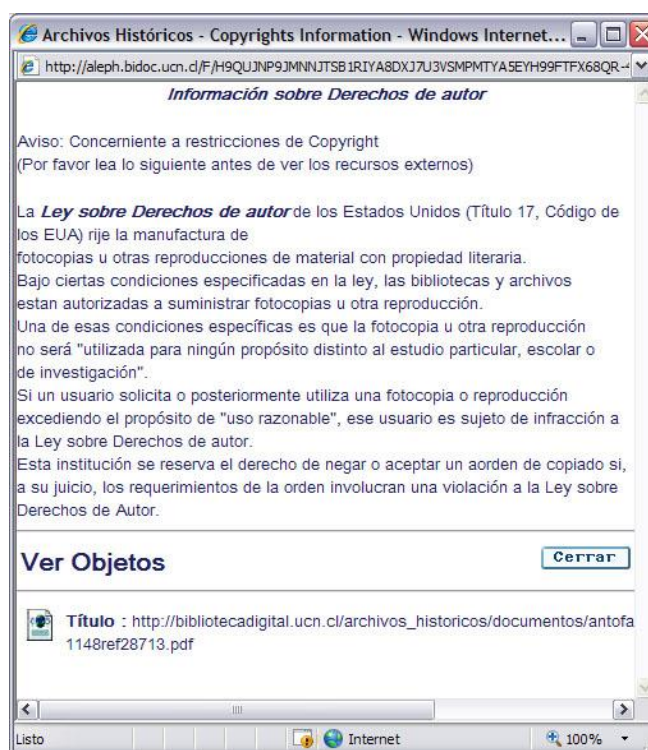 Archivos Históricos - Copyrights Information - Windows Internet...
http://aleph.bidoc.ucn.cl/F/H9QUJNP9JMNNJTSB1RIYA8DXJ7U3VSMPMTYA5EYH99FTFX68QR-4
Información sobre Derechos de autor
Aviso: Concerniente a restricciones de Copyright
(Por favor lea lo siguiente antes de ver los recursos externos)
La Ley sobre Derechos de autor de los Estados Unidos (Título 17, Código de
los EUA) rije la manufactura de
fotocopias u otras reproducciones de material con propiedad literaria.
Bajo ciertas condiciones especificadas en la ley, las bibliotecas y archivos
estan autorizadas a suministrar fotocopias u otra reproducción.
Una de esas condiciones específicas es que la fotocopia u otra reproducción
no será "utilizada para ningún propósito distinto al estudio particular, escolar o
de investigación".
Si un usuario solicita o posteriormente utiliza una fotocopia o reproducción
excediendo el propósito de "uso razonable", ese usuario es sujeto de infracción a
la Ley sobre Derechos de autor.
Esta institución se reserva el derecho de negar o aceptar un aorden de copiado si,
a su juicio, los requerimientos de la orden involucran una violación a la Ley sobre
Derechos de Autor.
Ver Objetos
Cerrar
Título : http://bibliotecadigital.ucn.cl/archivos_historicos/documentos/antofa
1148ref28713.pdf
Listo
Internet
100%